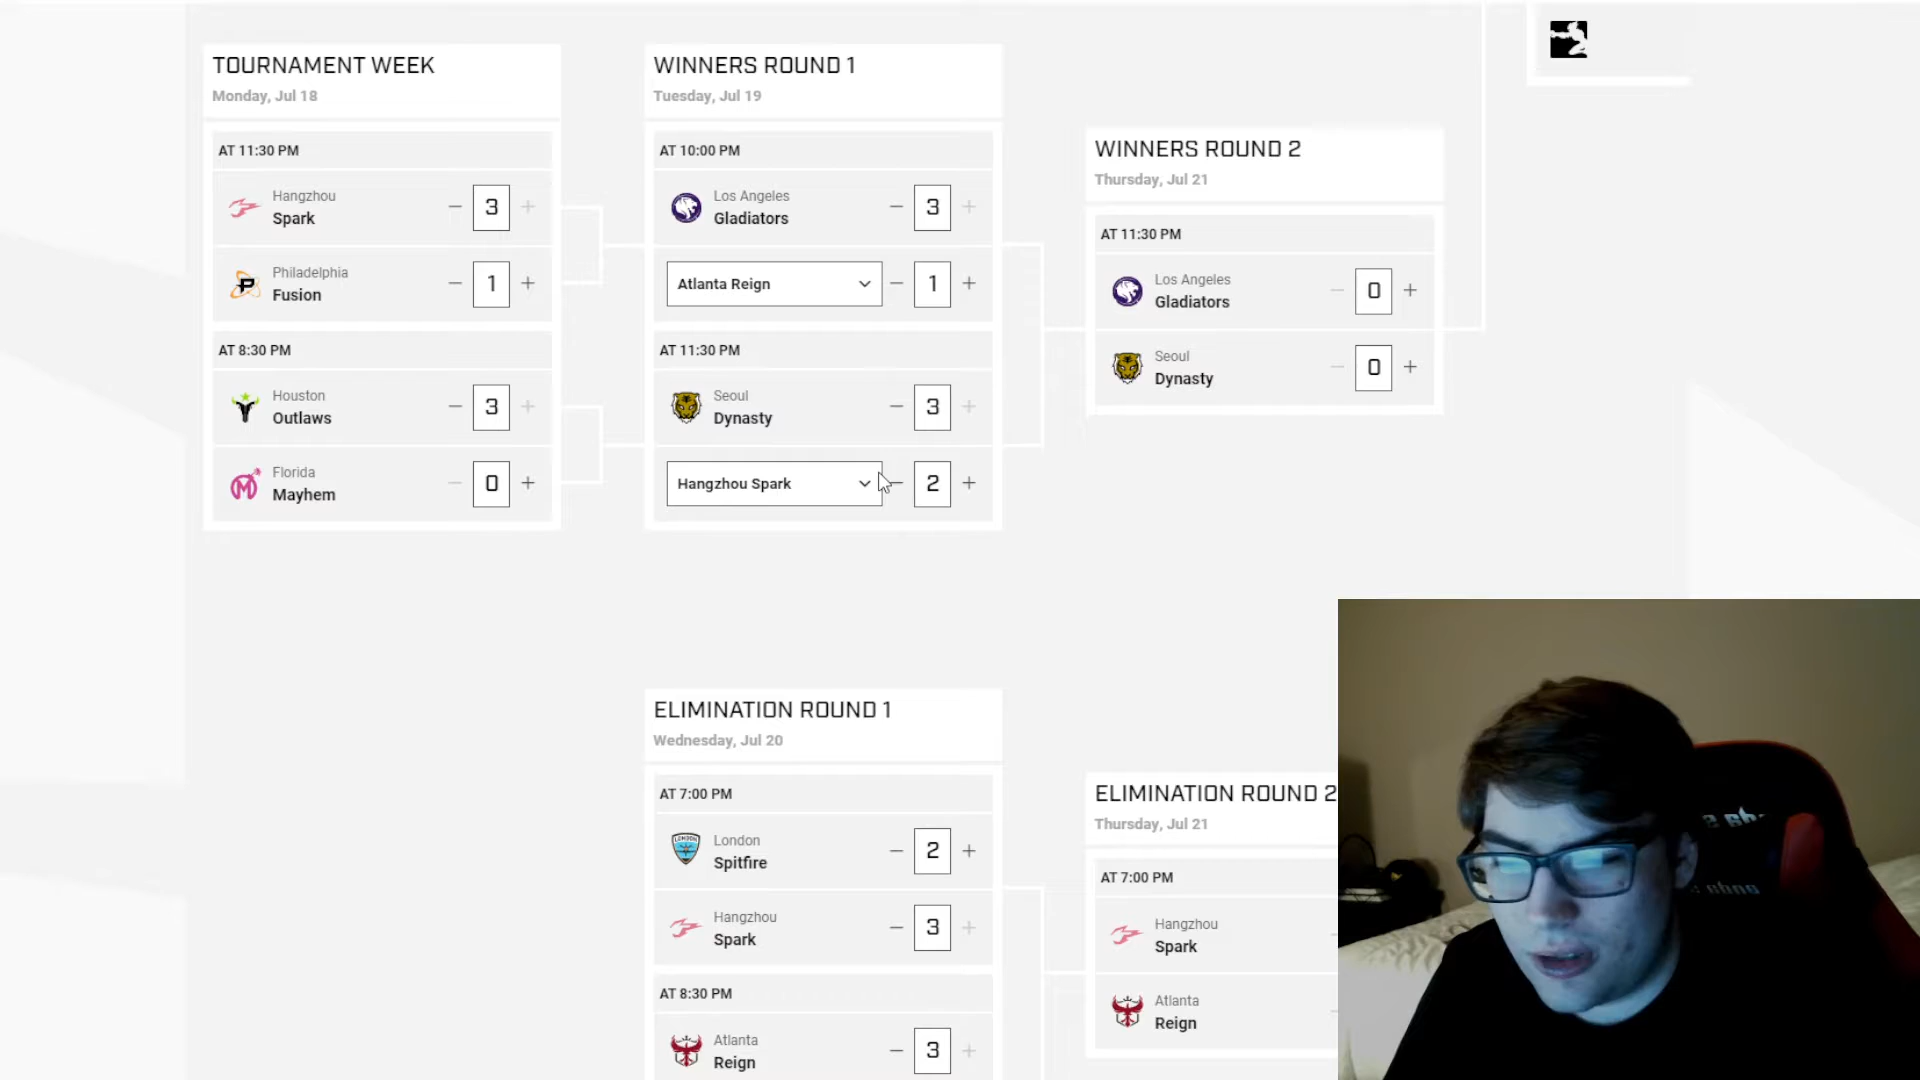 TOURNAMENT WEEK
Monday, Jul 18
AT 11:30 PM
Hangzhou
Spark
3
Philadelphia
Fusion
1
AT 8:30 PM
Houston
Outlaws
3
Florida
Mayhem
0
WINNERS ROUND 1
Tuesday, Jul 19
AT 10:00 PM
Los Angeles
Gladiators
3
Atlanta Reign
1
AT 11:30 PM
Seoul
Dynasty
3
Hangzhou Spark
2
WINNERS ROUND 2
Thursday, Jul 21
AT 11:30 PM
Los Angeles
Gladiators
0
Seoul
Dynasty
0
ELIMINATION ROUND 1
Wednesday, Jul 20
AT 7:00 PM
London
Spitfire
2
Hangzhou
Spark
3
AT 8:30 PM
Atlanta
Reign
3
ELIMINATION ROUND 2
Thursday, Jul 21
AT 7:00 PM
Hangzhou
Spark
Atlanta
Reign